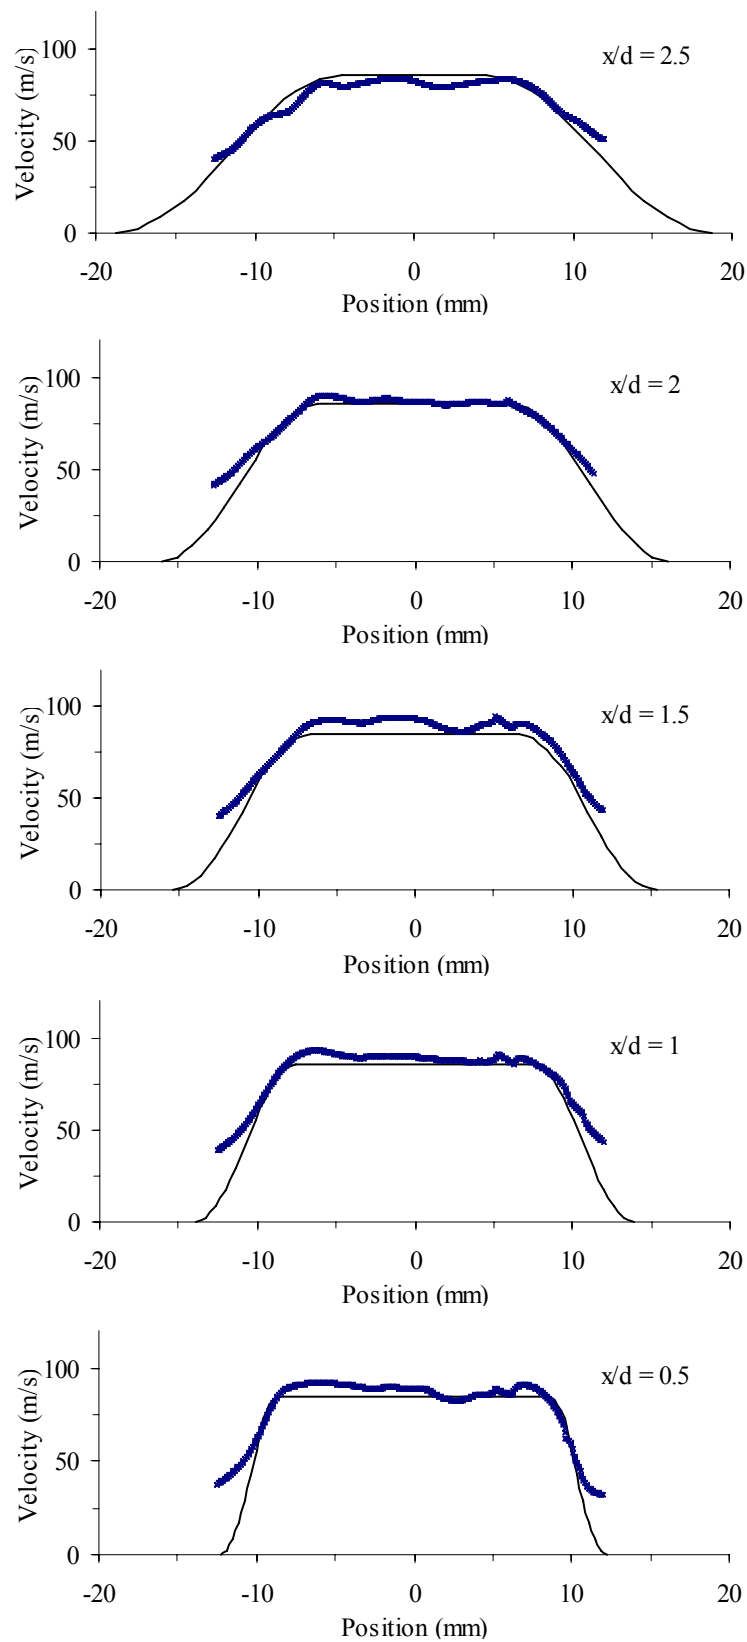 100
x/d = 2.5
Velocity (m/s)
50
0
-20 -10 0 10 20
Position (mm)
100
x/d = 2
Velocity (m/s)
50
0
-20 -10 0 10 20
Position (mm)
100
x/d = 1.5
Velocity (m/s)
50
0
-20 -10 0 10 20
Position (mm)
100
x/d = 1
Velocity (m/s)
50
0
-20 -10 0 10 20
Position (mm)
100
x/d = 0.5
Velocity (m/s)
50
0
-20 -10 0 10 20
Position (mm)